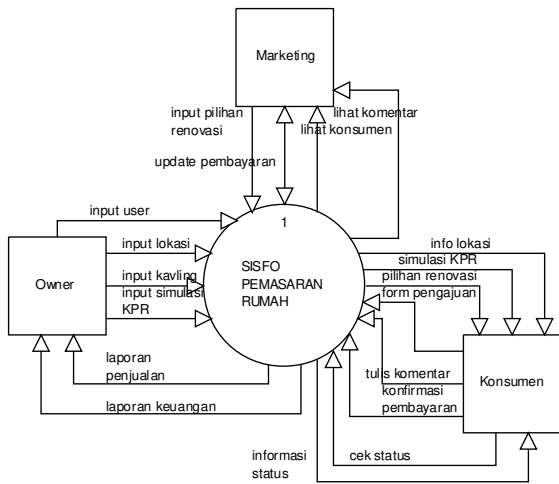 Marketing
input pilihan
renovasi
lihat komentar
lihat konsumen
update pembayaran
input user
1
input lokasi
info lokasi
simulasi KPR
Owner
input kavling
input simulasi
KPR
SISFO
PEMASARAN
RUMAH
pilihan renovasi
form pengajuan
laporan
penjualan
tulis komentar
konfirmasi
pembayaran
Konsumen
laporan keuangan
informasi
status
cek status